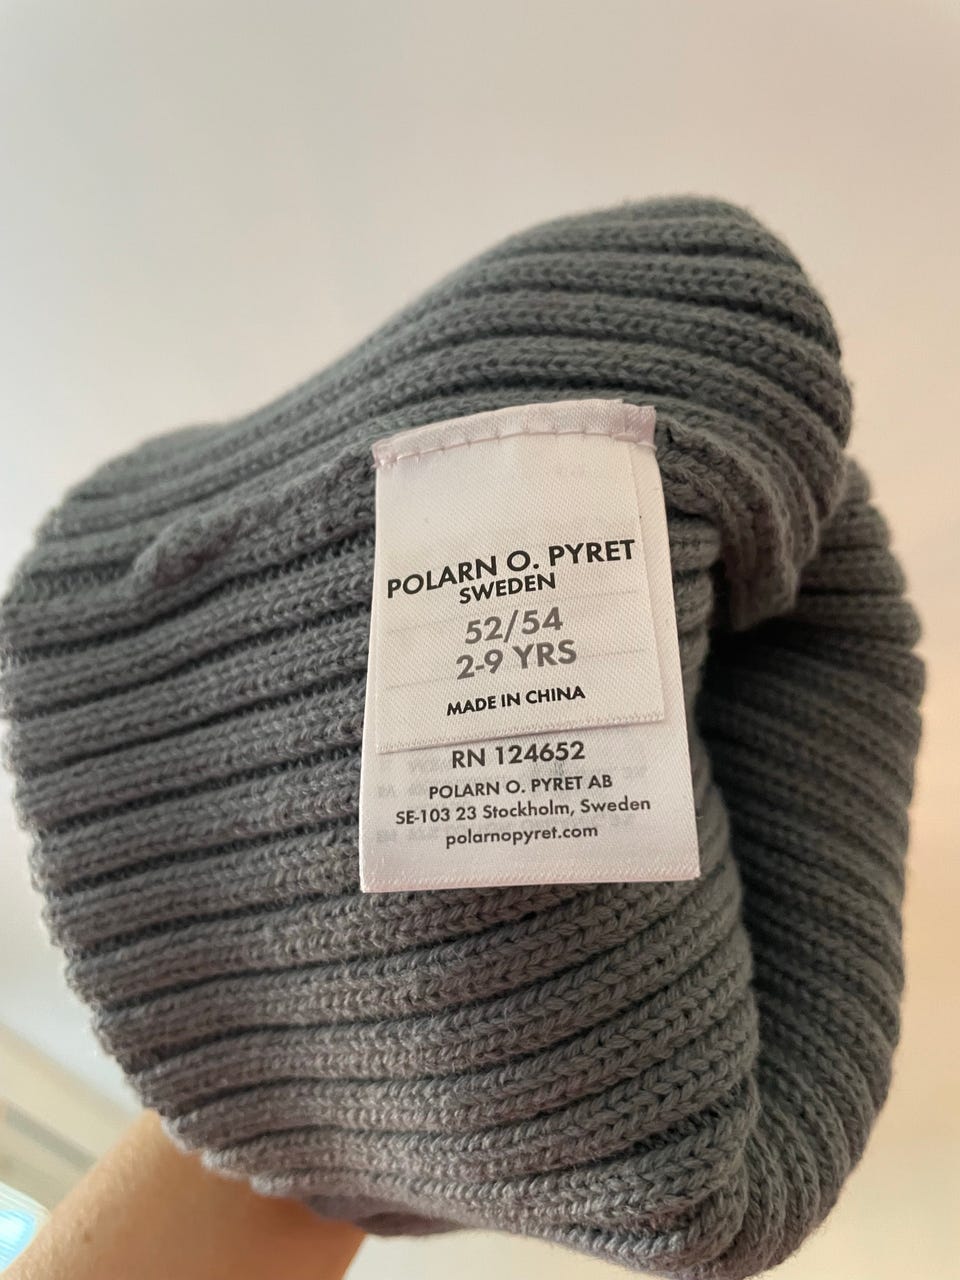 POLARN O. PYRET
SWEDEN
52/54
2-9 YRS
MADE IN CHINA
RN 124652
POLARN O. PYRET AB
SE-103 23 Stockholm, Sweden
polarnopyret.com